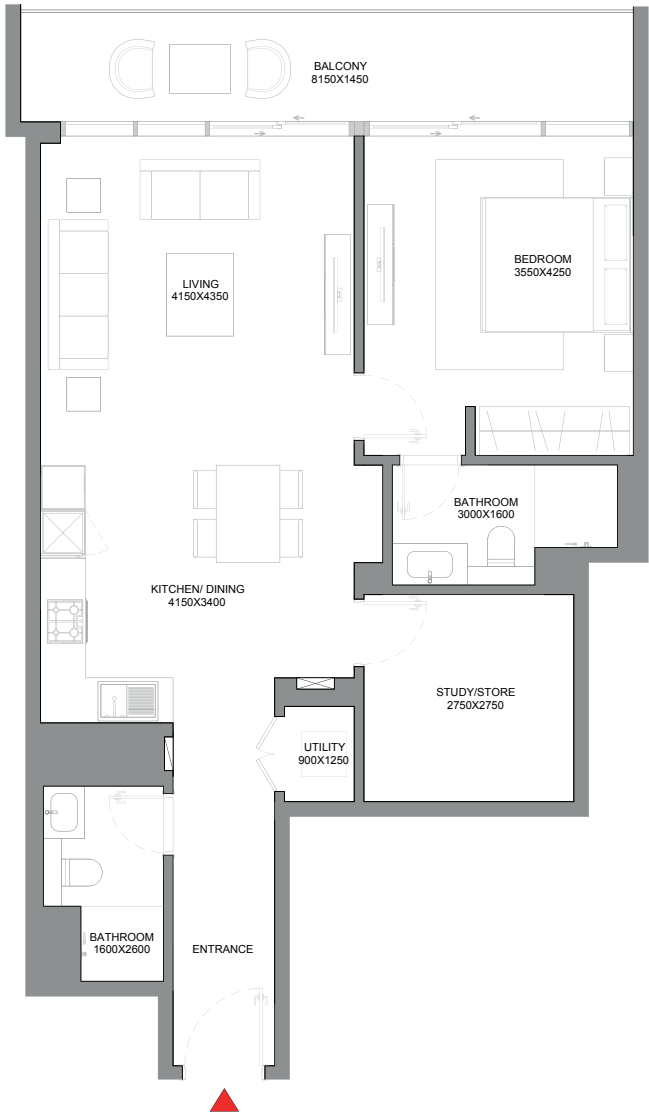 BALCONY
8150X1450
LIVING
4150X4350
BEDROOM
3550X4250
BATHROOM
3000X1600
KITCHEN/ DINING
4150X3400
STUDY/STORE
2750X2750
UTILITY
900X1250
BATHROOM
1600X2600
ENTRANCE